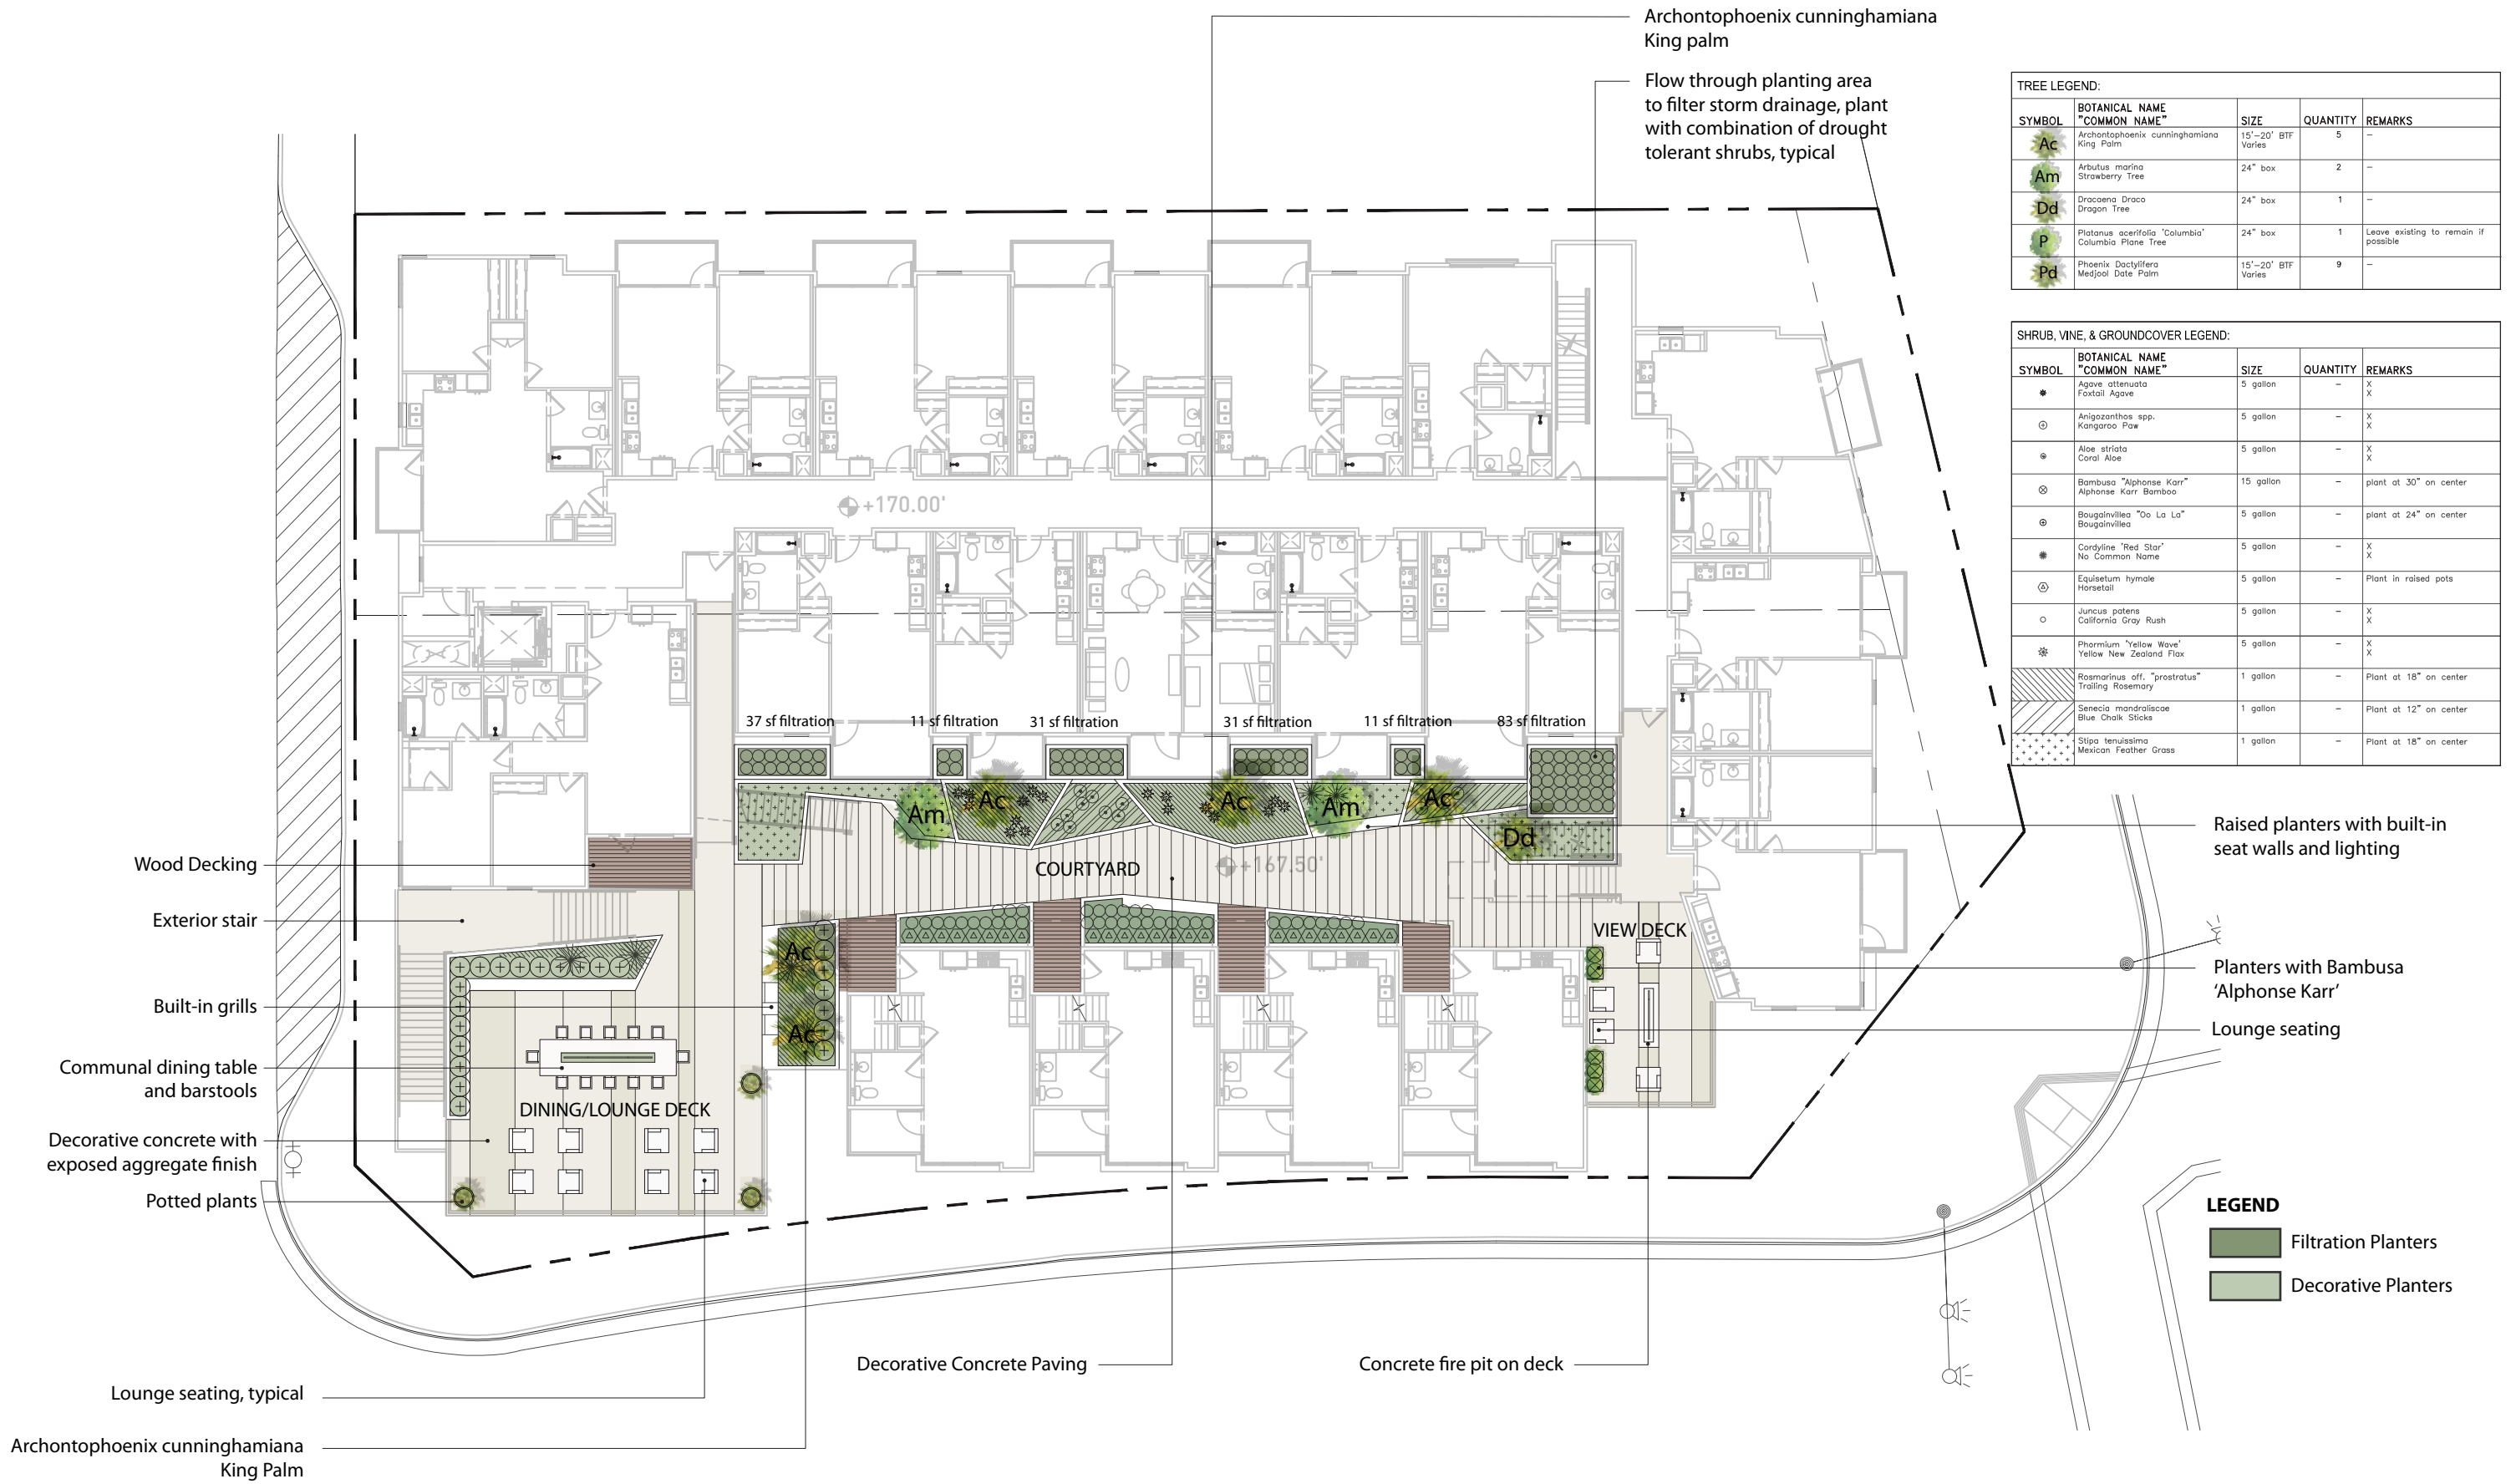 Archontophoenix cunninghamiana
King palm
Flow through planting area
to filter storm drainage, plant
with combination of drought
tolerant shrubs, typical
TREE LEGEND:
SYMBOL BOTANICAL NAME "COMMON NAME" SIZE QUANTITY REMARKS
Ac Archontophoenix cunninghamiana 15'-20' BTF 5 –
King Palm Varies
Am Arbutus marina 24" box 2 –
Strawberry Tree
Dd Dracaena Draco 24" box 1 –
Dragon Tree
P Platanus acerifolia 'Columbia' 24" box 1 Leave existing to remain if
Columbia Plane Tree possible
Pd Phoenix Dactylifera 15'-20' BTF 9 –
Medjool Date Palm Varies
SHRUB, VINE, & GROUNDCOVER LEGEND:
SYMBOL BOTANICAL NAME "COMMON NAME" SIZE QUANTITY REMARKS
Agave attenuata 5 gallon – X
Foxtail Agave X
Anigozanthos spp. 5 gallon – X
Kangaroo Paw X
Aloe striata 5 gallon – X
Coral Aloe X
Bambusa "Alphonse Karr" 15 gallon – plant at 30" on center
Alphonse Karr Bamboo
Bougainvillea "Oo La La" 5 gallon – plant at 24" on center
Bougainvillea
Cordyline 'Red Star' 5 gallon – X
No Common Name X
Equisetum hymale 5 gallon – Plant in raised pots
Horsetail
Juncus patens 5 gallon – X
California Gray Rush X
Phormium 'Yellow Wave' 5 gallon – X
Yellow New Zealand Flax X
Rosmarinus off. "prostratus" 1 gallon – Plant at 18" on center
Trailing Rosemary
Senecia mandraliscae 1 gallon – Plant at 12" on center
Blue Chalk Sticks
Stipa tenuissima 1 gallon – Plant at 18" on center
Mexican Feather Grass
+170.00'
37 sf filtration
11 sf filtration
31 sf filtration
31 sf filtration
11 sf filtration
83 sf filtration
Am
Ac
Ac
Am
Ac
Dd
COURTYARD
+167.50'
VIEW DECK
Ac
Ac
DINING/LOUNGE DECK
Wood Decking
Exterior stair
Built-in grills
Communal dining table
and barstools
Decorative concrete with
exposed aggregate finish
Potted plants
Lounge seating, typical
Archontophoenix cunninghamiana
King Palm
Decorative Concrete Paving
Concrete fire pit on deck
Raised planters with built-in
seat walls and lighting
Planters with Bambusa
‘Alphonse Karr’
Lounge seating
LEGEND
Filtration Planters
Decorative Planters